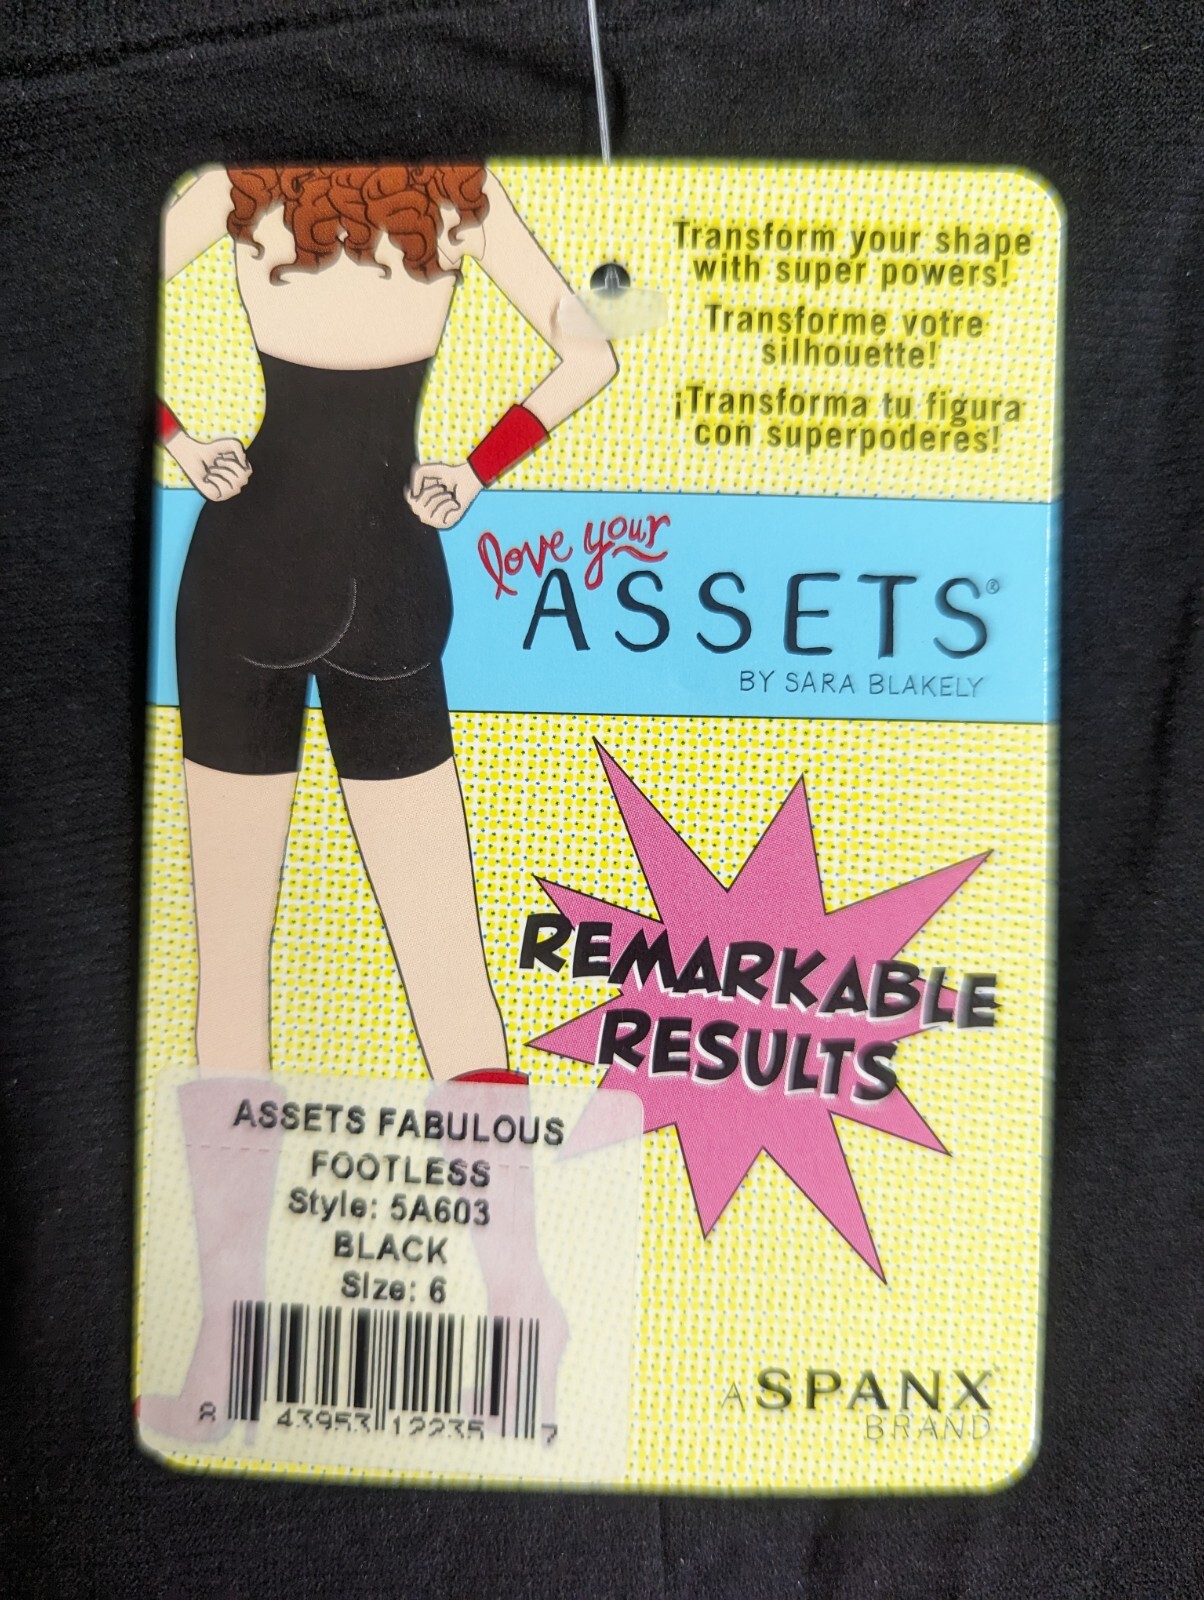 Transform your shape
with super powers!
Transforme votre
silhouette!
¡Transforma tu figura
con superpoderes!
love your
ASSETS®
BY SARA BLAKELY
REMARKABLE
RESULTS
ASSETS FABULOUS
FOOTLESS
Style: 5A603
BLACK
Size: 6
8 43953 12235 7
A SPANX®
BRAND